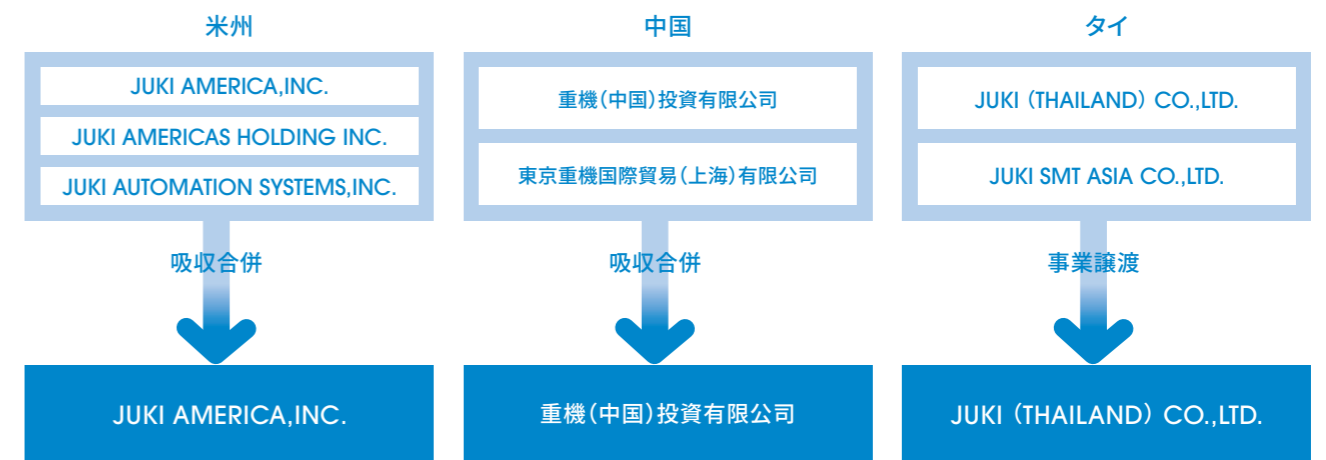 米州
JUKI AMERICA,INC.
JUKI AMERICAS HOLDING INC.
JUKI AUTOMATION SYSTEMS,INC.
吸収合併
JUKI AMERICA,INC.
中国
重機（中国）投資有限公司
東京重機国際貿易（上海）有限公司
吸収合併
重機（中国）投資有限公司
タイ
JUKI（THAILAND）CO.,LTD.
JUKI SMT ASIA CO.,LTD.
事業譲渡
JUKI（THAILAND）CO.,LTD.